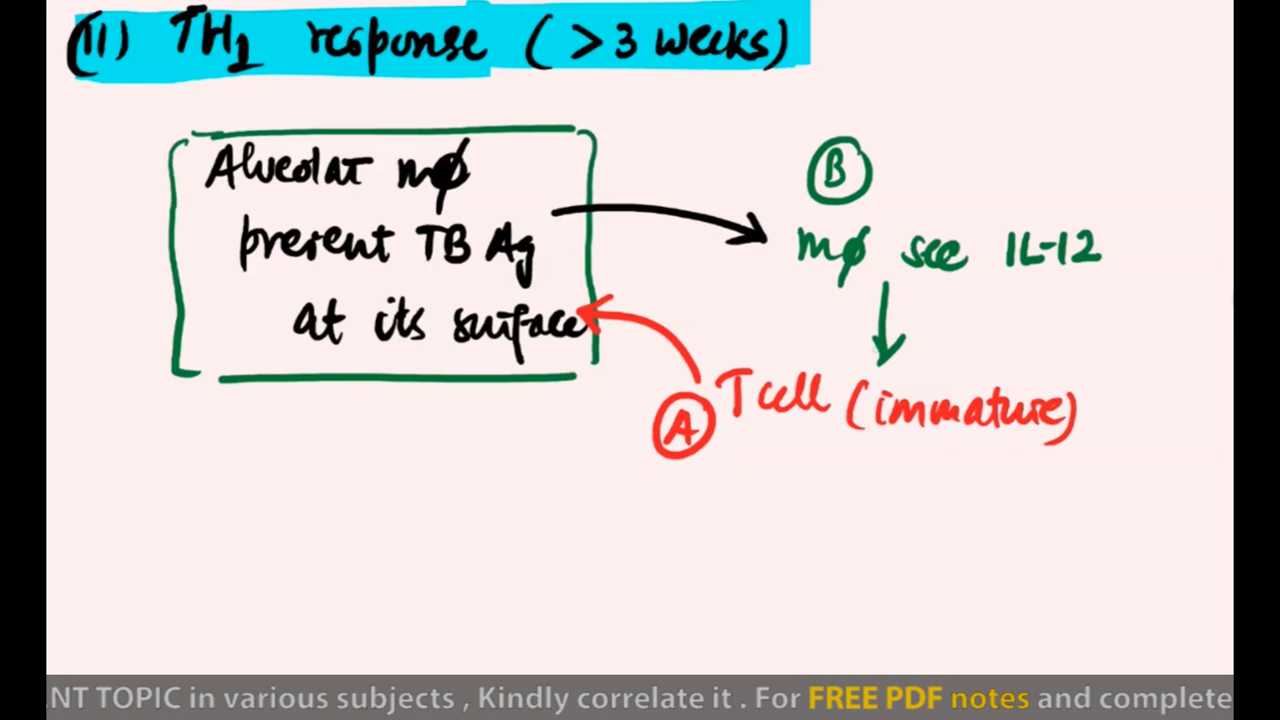 (II) TH1 response (>3 weeks)
Alveolar mφ
present TB Ag
at its surface
B
mφ sec IL-12
A T cell (immature)
NT TOPIC in various subjects , Kindly correlate it . For FREE PDF notes and complete